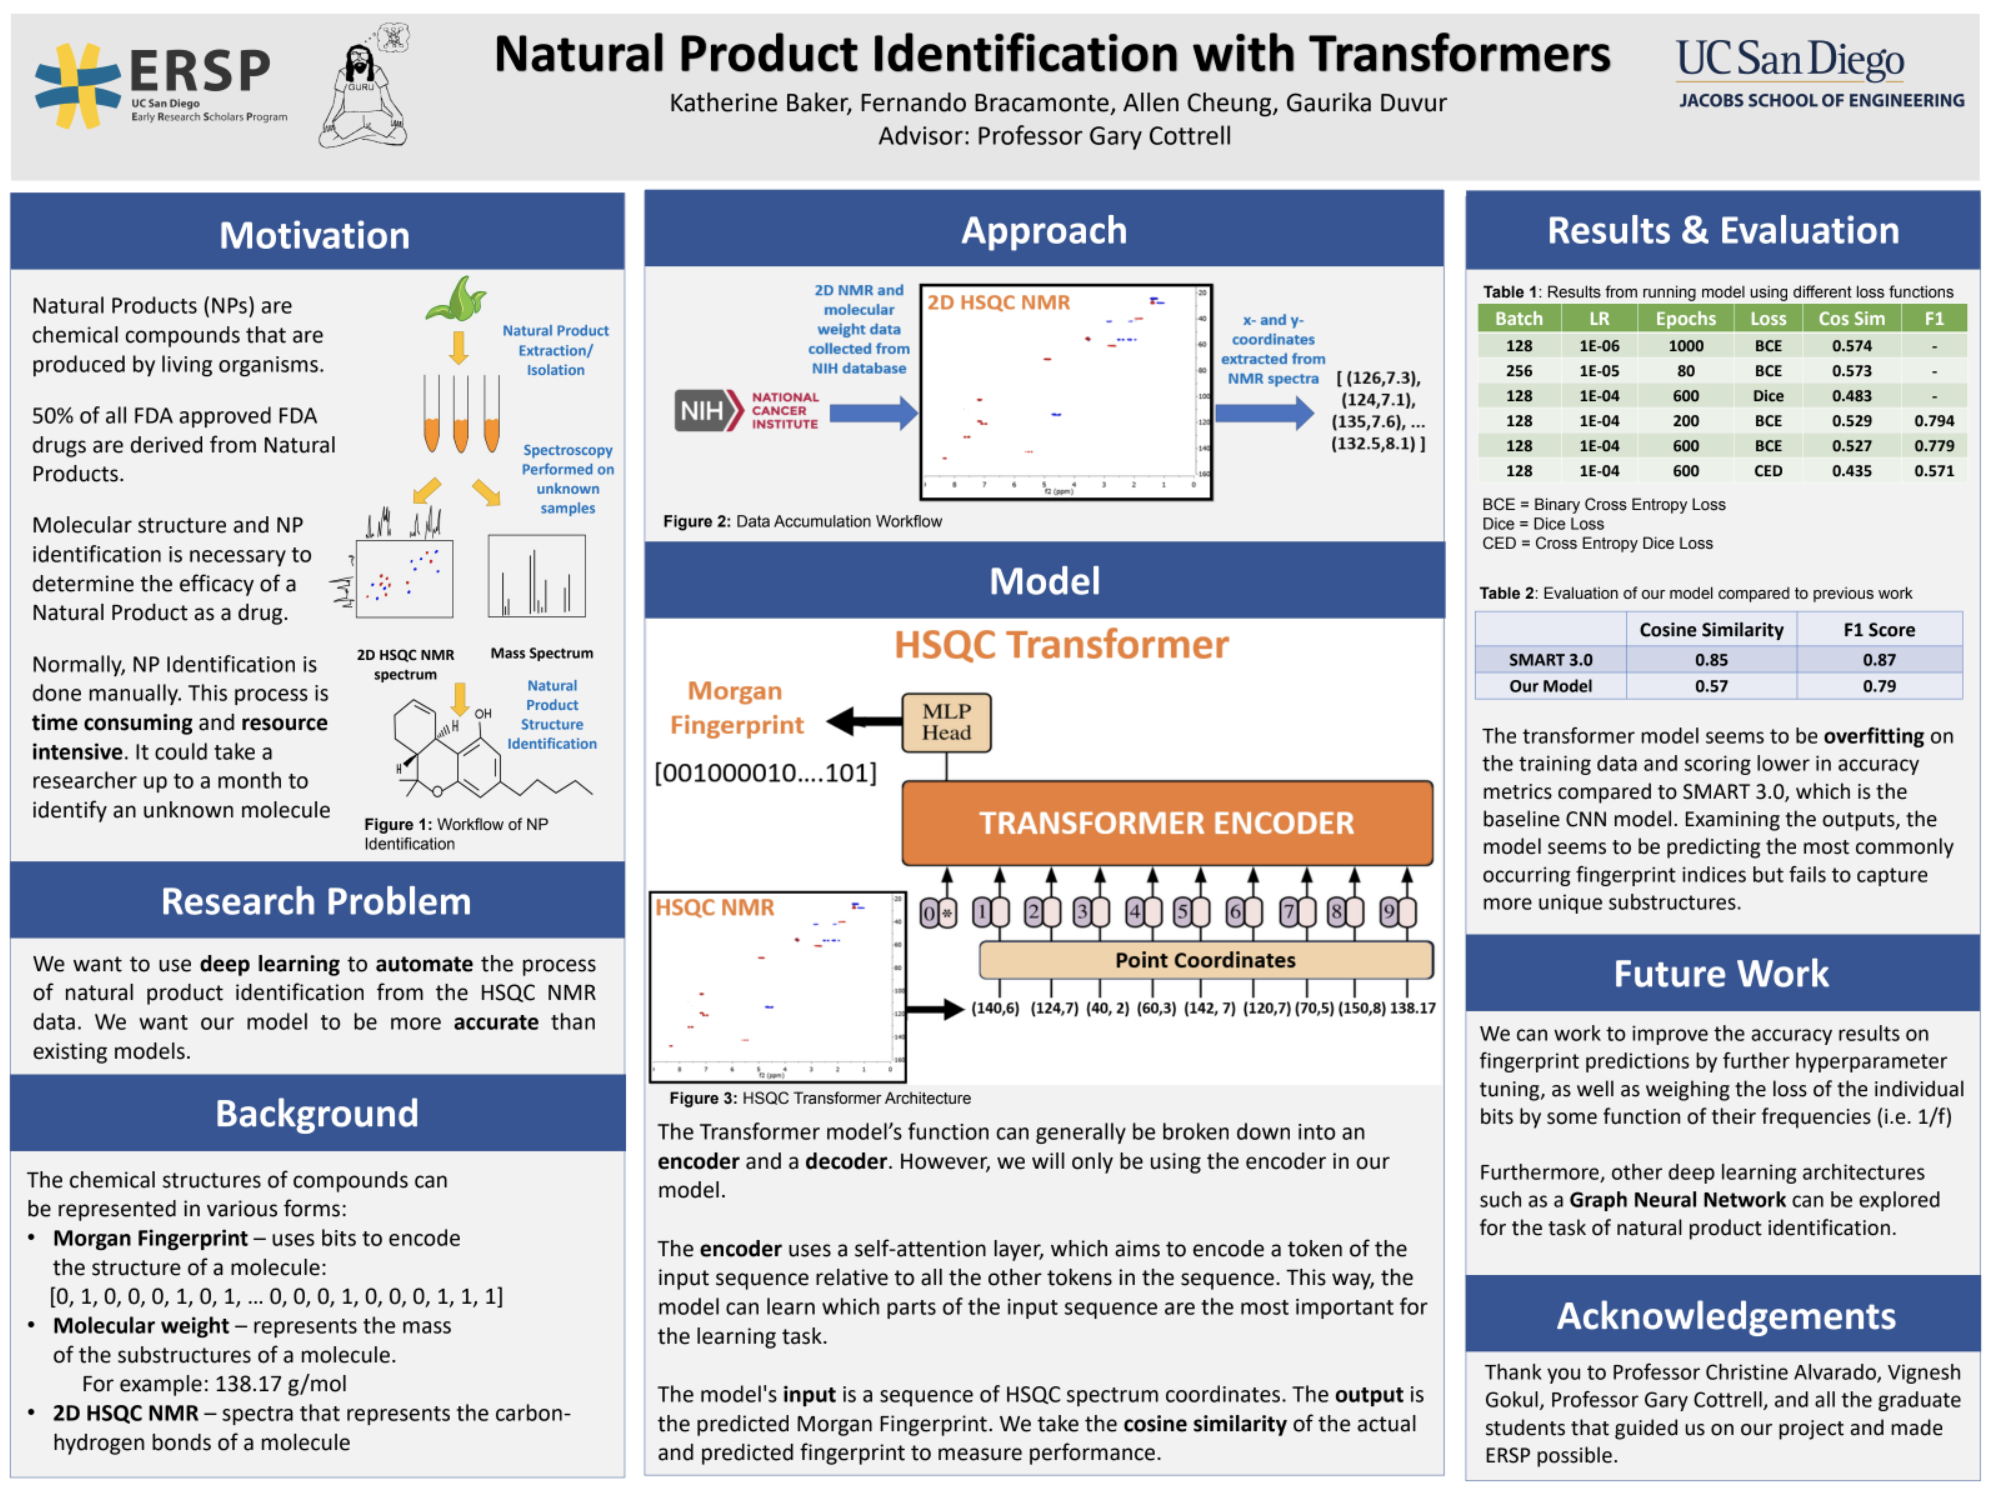 ERSP
UC San Diego
Early Research Scholars Program
GURU
Natural Product Identification with Transformers
Katherine Baker, Fernando Bracamonte, Allen Cheung, Gaurika Duvur
Advisor: Professor Gary Cottrell
UC San Diego
JACOBS SCHOOL OF ENGINEERING
Motivation
Natural Products (NPs) are
chemical compounds that are
produced by living organisms.
50% of all FDA approved FDA
drugs are derived from Natural
Products.
Molecular structure and NP
identification is necessary to
determine the efficacy of a
Natural Product as a drug.
Normally, NP Identification is
done manually. This process is
time consuming and resource
intensive. It could take a
researcher up to a month to
identify an unknown molecule
Natural Product
Extraction/
Isolation
Spectroscopy
Performed on
unknown
samples
2D HSQC NMR
spectrum
Mass Spectrum
Natural
Product
Structure
Identification
OH
H
H
O
Figure 1: Workflow of NP
Identification
Research Problem
We want to use deep learning to automate the process
of natural product identification from the HSQC NMR
data. We want our model to be more accurate than
existing models.
Background
The chemical structures of compounds can
be represented in various forms:
• Morgan Fingerprint – uses bits to encode
the structure of a molecule:
[0, 1, 0, 0, 0, 1, 0, 1, ... 0, 0, 0, 1, 0, 0, 0, 1, 1, 1]
• Molecular weight – represents the mass
of the substructures of a molecule.
For example: 138.17 g/mol
• 2D HSQC NMR – spectra that represents the carbon-
hydrogen bonds of a molecule
Approach
NIH NATIONAL
CANCER
INSTITUTE
2D NMR and
molecular
weight data
collected from
NIH database
2D HSQC NMR
f2 (ppm)
x- and y-
coordinates
extracted from
NMR spectra
[ (126,7.3),
(124,7.1),
(135,7.6), ...
(132.5,8.1) ]
Figure 2: Data Accumulation Workflow
Model
HSQC Transformer
Morgan
Fingerprint
[001000010....101]
MLP
Head
TRANSFORMER ENCODER
0 * 1 2 3 4 5 6 7 8 9
Point Coordinates
(140,6) (124,7) (40, 2) (60,3) (142, 7) (120,7) (70,5) (150,8) 138.17
HSQC NMR
f2 (ppm)
Figure 3: HSQC Transformer Architecture
The Transformer model's function can generally be broken down into an
encoder and a decoder. However, we will only be using the encoder in our
model.
The encoder uses a self-attention layer, which aims to encode a token of the
input sequence relative to all the other tokens in the sequence. This way, the
model can learn which parts of the input sequence are the most important for
the learning task.
The model's input is a sequence of HSQC spectrum coordinates. The output is
the predicted Morgan Fingerprint. We take the cosine similarity of the actual
and predicted fingerprint to measure performance.
Results & Evaluation
Table 1: Results from running model using different loss functions
Batch LR Epochs Loss Cos Sim F1
128 1E-06 1000 BCE 0.574 -
256 1E-05 80 BCE 0.573 -
128 1E-04 600 Dice 0.483 -
128 1E-04 200 BCE 0.529 0.794
128 1E-04 600 BCE 0.527 0.779
128 1E-04 600 CED 0.435 0.571
BCE = Binary Cross Entropy Loss
Dice = Dice Loss
CED = Cross Entropy Dice Loss
Table 2: Evaluation of our model compared to previous work
Cosine Similarity F1 Score
SMART 3.0 0.85 0.87
Our Model 0.57 0.79
The transformer model seems to be overfitting on
the training data and scoring lower in accuracy
metrics compared to SMART 3.0, which is the
baseline CNN model. Examining the outputs, the
model seems to be predicting the most commonly
occurring fingerprint indices but fails to capture
more unique substructures.
Future Work
We can work to improve the accuracy results on
fingerprint predictions by further hyperparameter
tuning, as well as weighing the loss of the individual
bits by some function of their frequencies (i.e. 1/f)
Furthermore, other deep learning architectures
such as a Graph Neural Network can be explored
for the task of natural product identification.
Acknowledgements
Thank you to Professor Christine Alvarado, Vignesh
Gokul, Professor Gary Cottrell, and all the graduate
students that guided us on our project and made
ERSP possible.